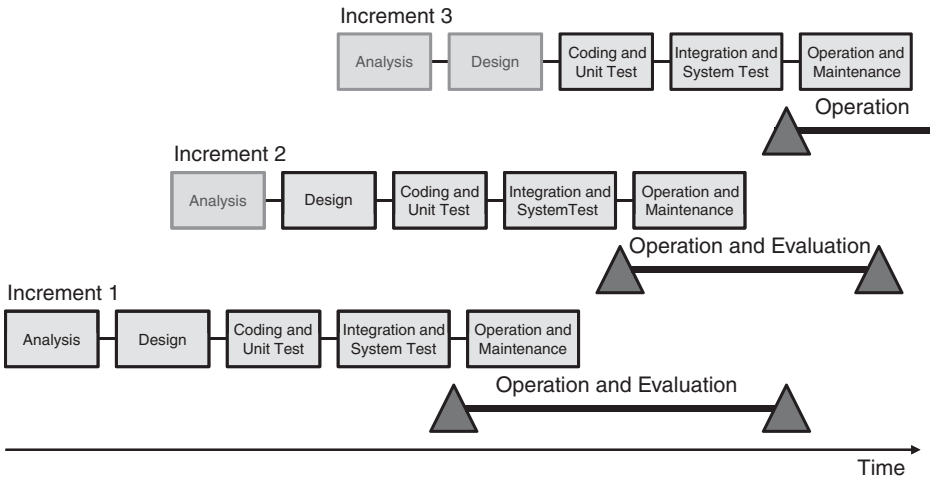 Increment 3
Analysis
Design
Coding and
Unit Test
Integration and
System Test
Operation and
Maintenance
Operation
Increment 2
Analysis
Design
Coding and
Unit Test
Integration and
SystemTest
Operation and
Maintenance
Operation and Evaluation
Increment 1
Analysis
Design
Coding and
Unit Test
Integration and
System Test
Operation and
Maintenance
Operation and Evaluation
Time